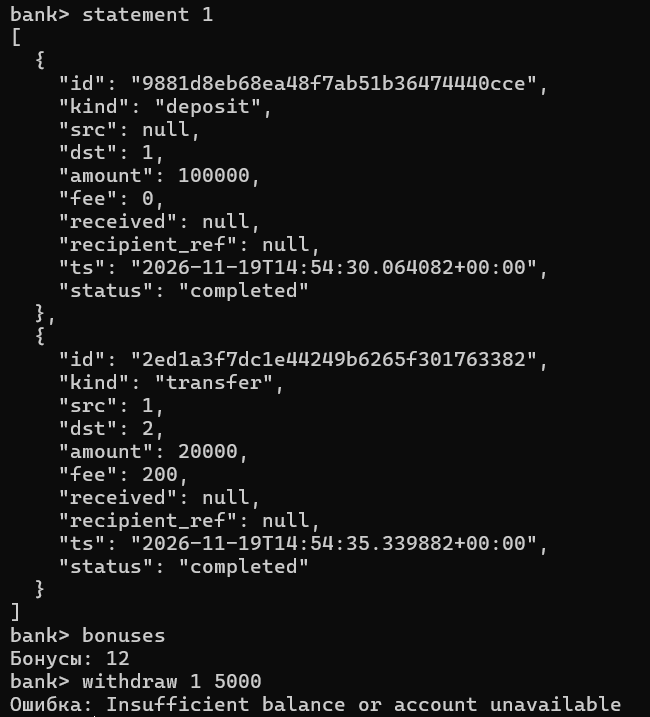 bank> statement 1
[
  {
    "id": "9881d8eb68ea48f7ab51b36474440cce",
    "kind": "deposit",
    "src": null,
    "dst": 1,
    "amount": 100000,
    "fee": 0,
    "received": null,
    "recipient_ref": null,
    "ts": "2026-11-19T14:54:30.064082+00:00",
    "status": "completed"
  },
  {
    "id": "2ed1a3f7dc1e44249b6265f301763382",
    "kind": "transfer",
    "src": 1,
    "dst": 2,
    "amount": 20000,
    "fee": 200,
    "received": null,
    "recipient_ref": null,
    "ts": "2026-11-19T14:54:35.339882+00:00",
    "status": "completed"
  }
]
bank> bonuses
Бонусы: 12
bank> withdraw 1 5000
Ошибка: Insufficient balance or account unavailable